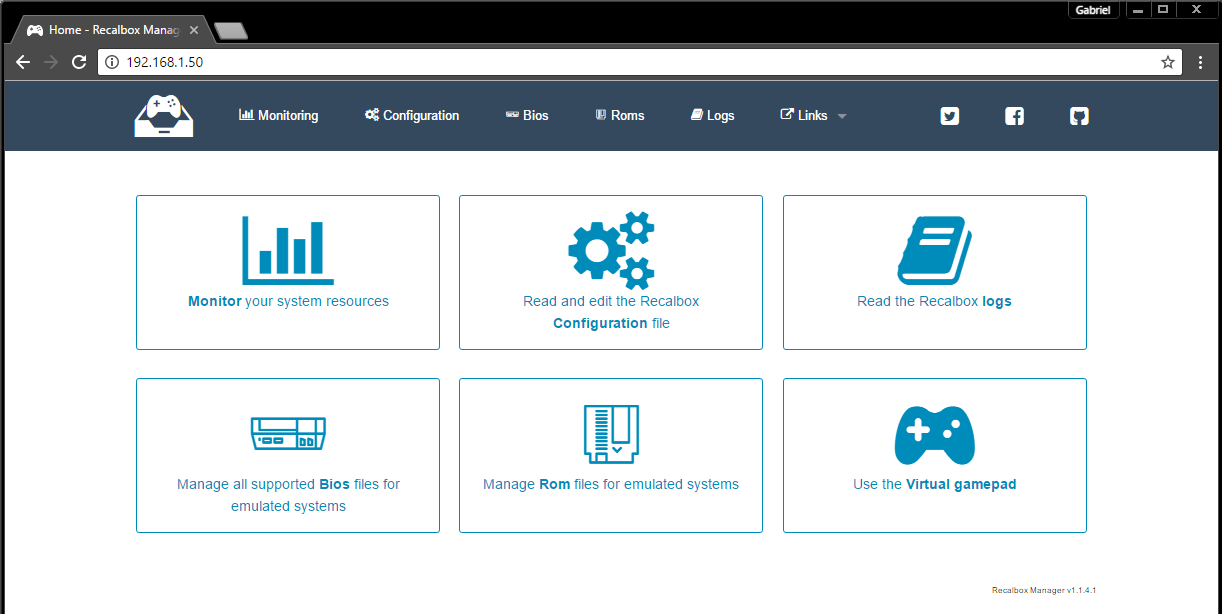 Gabriel
Home - Recalbox Manag
192.168.1.50
Monitoring Configuration Bios Roms Logs Links
Monitor your system resources
Read and edit the Recalbox
Configuration file
Read the Recalbox logs
Manage all supported Bios files for
emulated systems
Manage Rom files for emulated systems
Use the Virtual gamepad
Recalbox Manager v1.1.4.1